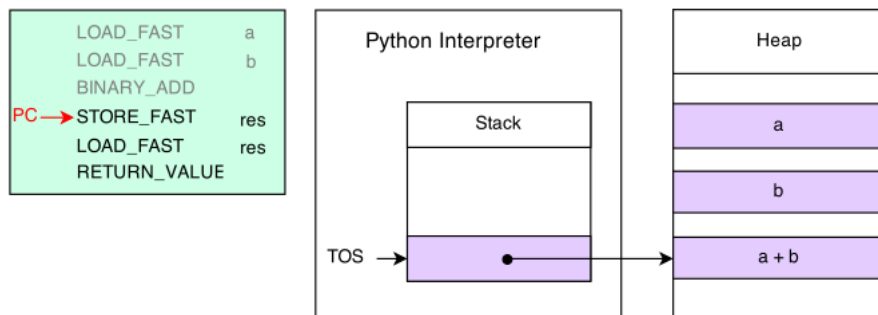 LOAD_FAST a
LOAD_FAST b
BINARY_ADD
PC STORE_FAST res
LOAD_FAST res
RETURN_VALUE
Python Interpreter
Stack
TOS
Heap
a
b
a + b